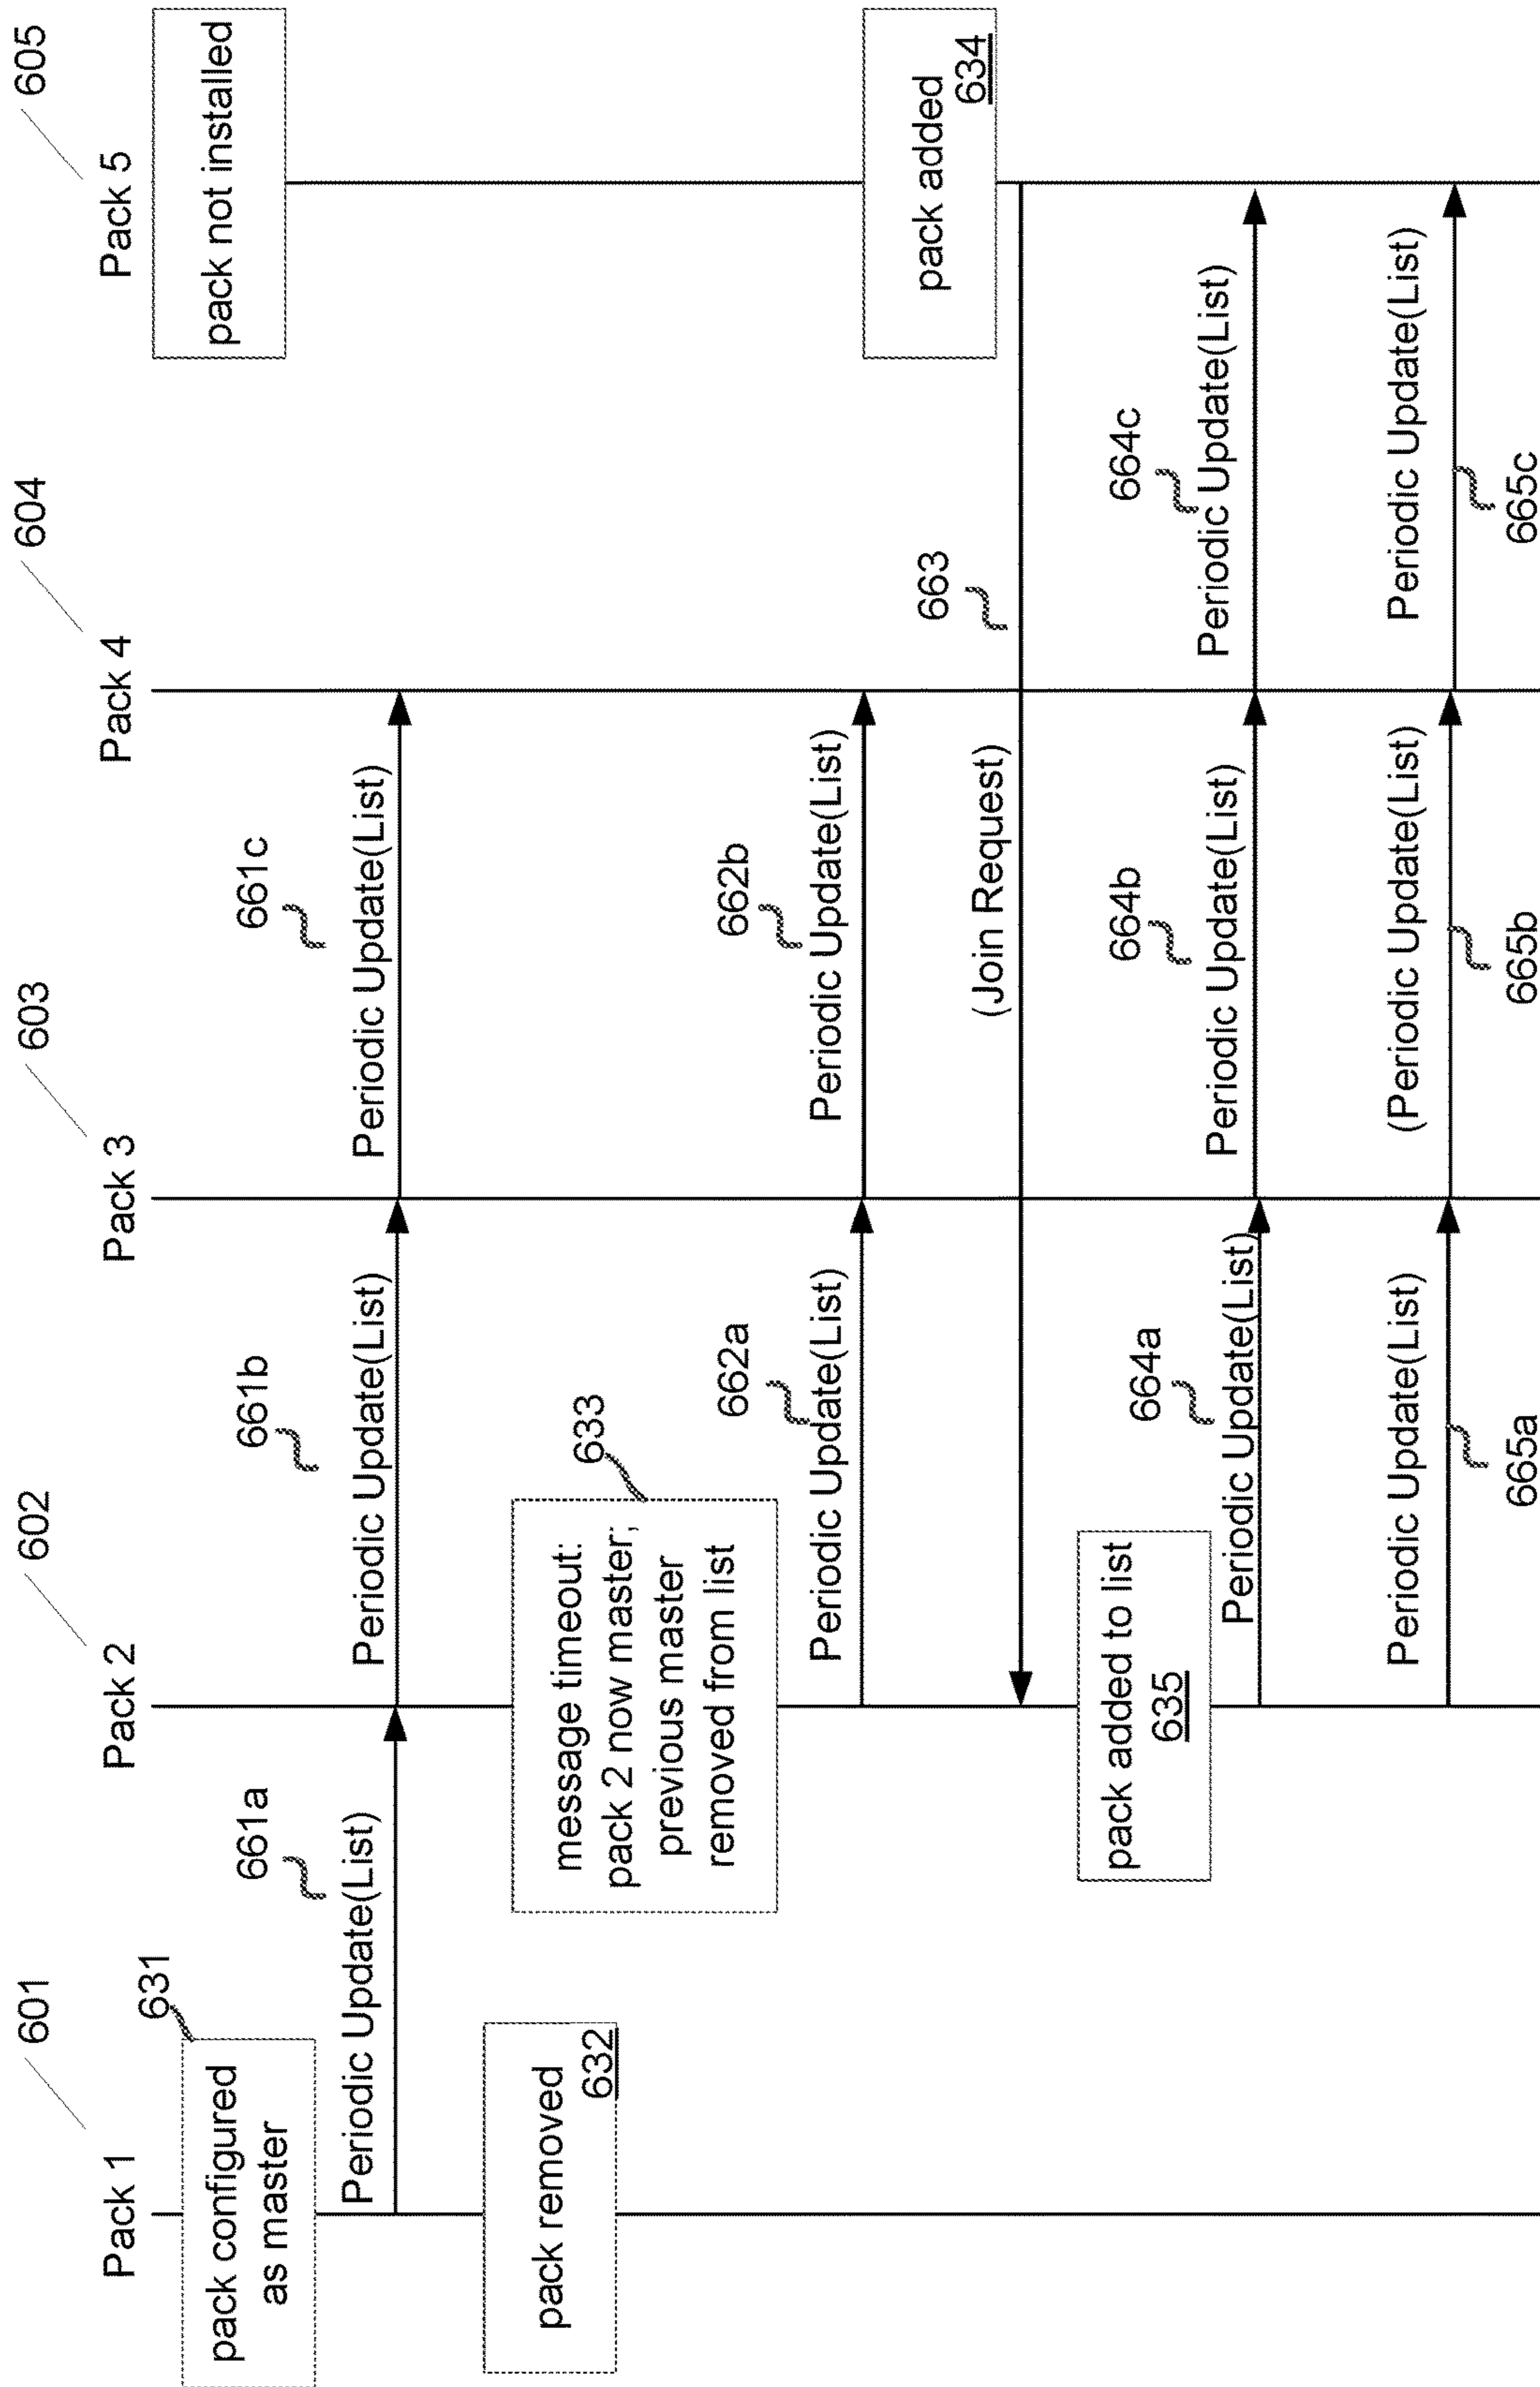 601
602
603
604
605
Pack 1
Pack 2
Pack 3
Pack 4
Pack 5
pack configured
as master
631
pack not installed
661a
661b
661c
Periodic Update(List)
Periodic Update(List)
Periodic Update(List)
pack removed
632
message timeout:
pack 2 now master;
previous master
removed from list
633
662a
662b
Periodic Update(List)
Periodic Update(List)
pack added
634
663
(Join Request)
pack added to list
635
664a
664b
664c
Periodic Update(List)
Periodic Update(List)
Periodic Update(List)
Periodic Update(List)
(Periodic Update(List)
Periodic Update(List)
665a
665b
665c